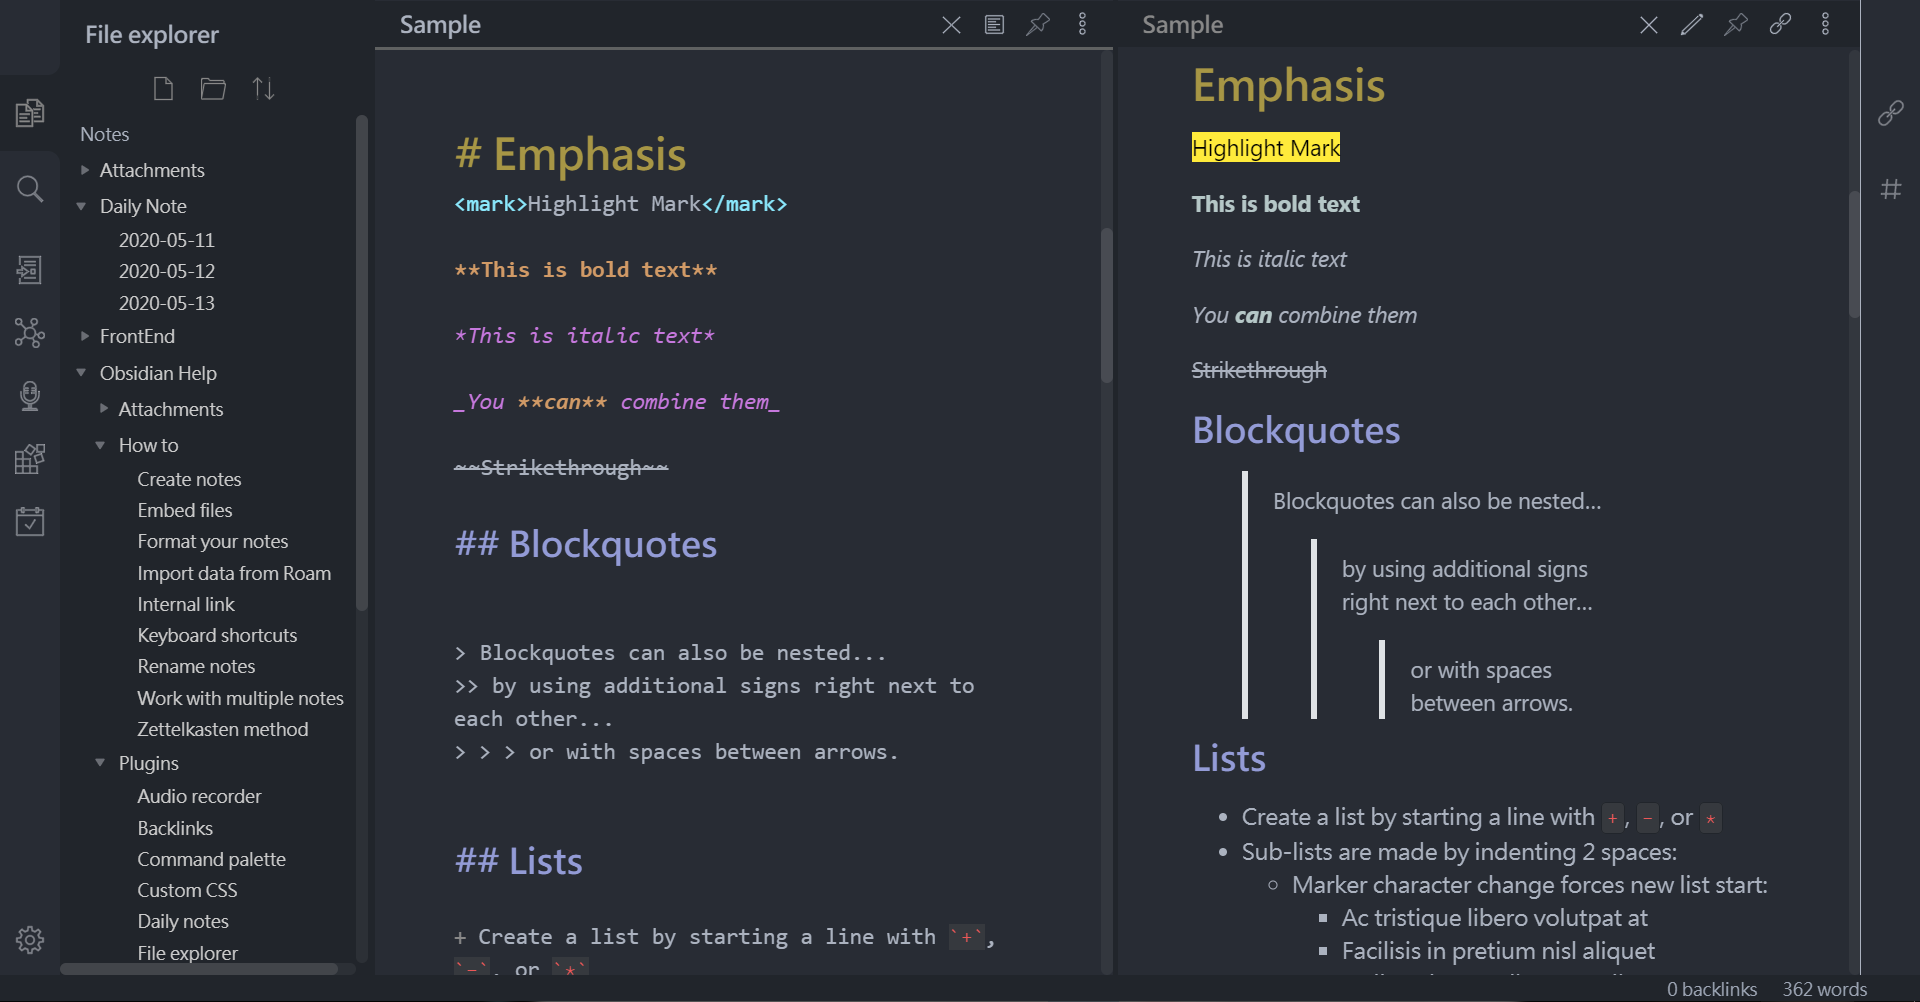 File explorer
Notes
Attachments
Daily Note
2020-05-11
2020-05-12
2020-05-13
FrontEnd
Obsidian Help
Attachments
How to
Create notes
Embed files
Format your notes
Import data from Roam
Internal link
Keyboard shortcuts
Rename notes
Work with multiple notes
Zettelkasten method
Plugins
Audio recorder
Backlinks
Command palette
Custom CSS
Daily notes
File explorer
Sample
# Emphasis
<mark>Highlight Mark</mark>
**This is bold text**
*This is italic text*
_You **can** combine them_
~~Strikethrough~~
## Blockquotes
> Blockquotes can also be nested...
>> by using additional signs right next to
each other...
> > > or with spaces between arrows.
## Lists
+ Create a list by starting a line with `+`,
`-`, or `*`
Sample
Emphasis
Highlight Mark
This is bold text
This is italic text
You can combine them
Strikethrough
Blockquotes
Blockquotes can also be nested...
by using additional signs
right next to each other...
or with spaces
between arrows.
Lists
• Create a list by starting a line with +, -, or *
• Sub-lists are made by indenting 2 spaces:
○ Marker character change forces new list start:
▪ Ac tristique libero volutpat at
▪ Facilisis in pretium nisl aliquet
0 backlinks 362 words